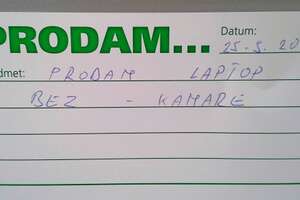 PRODAM... Datum:
25.5.20
dmet: PRODAM LAPTOP
BEZ - KAMARE